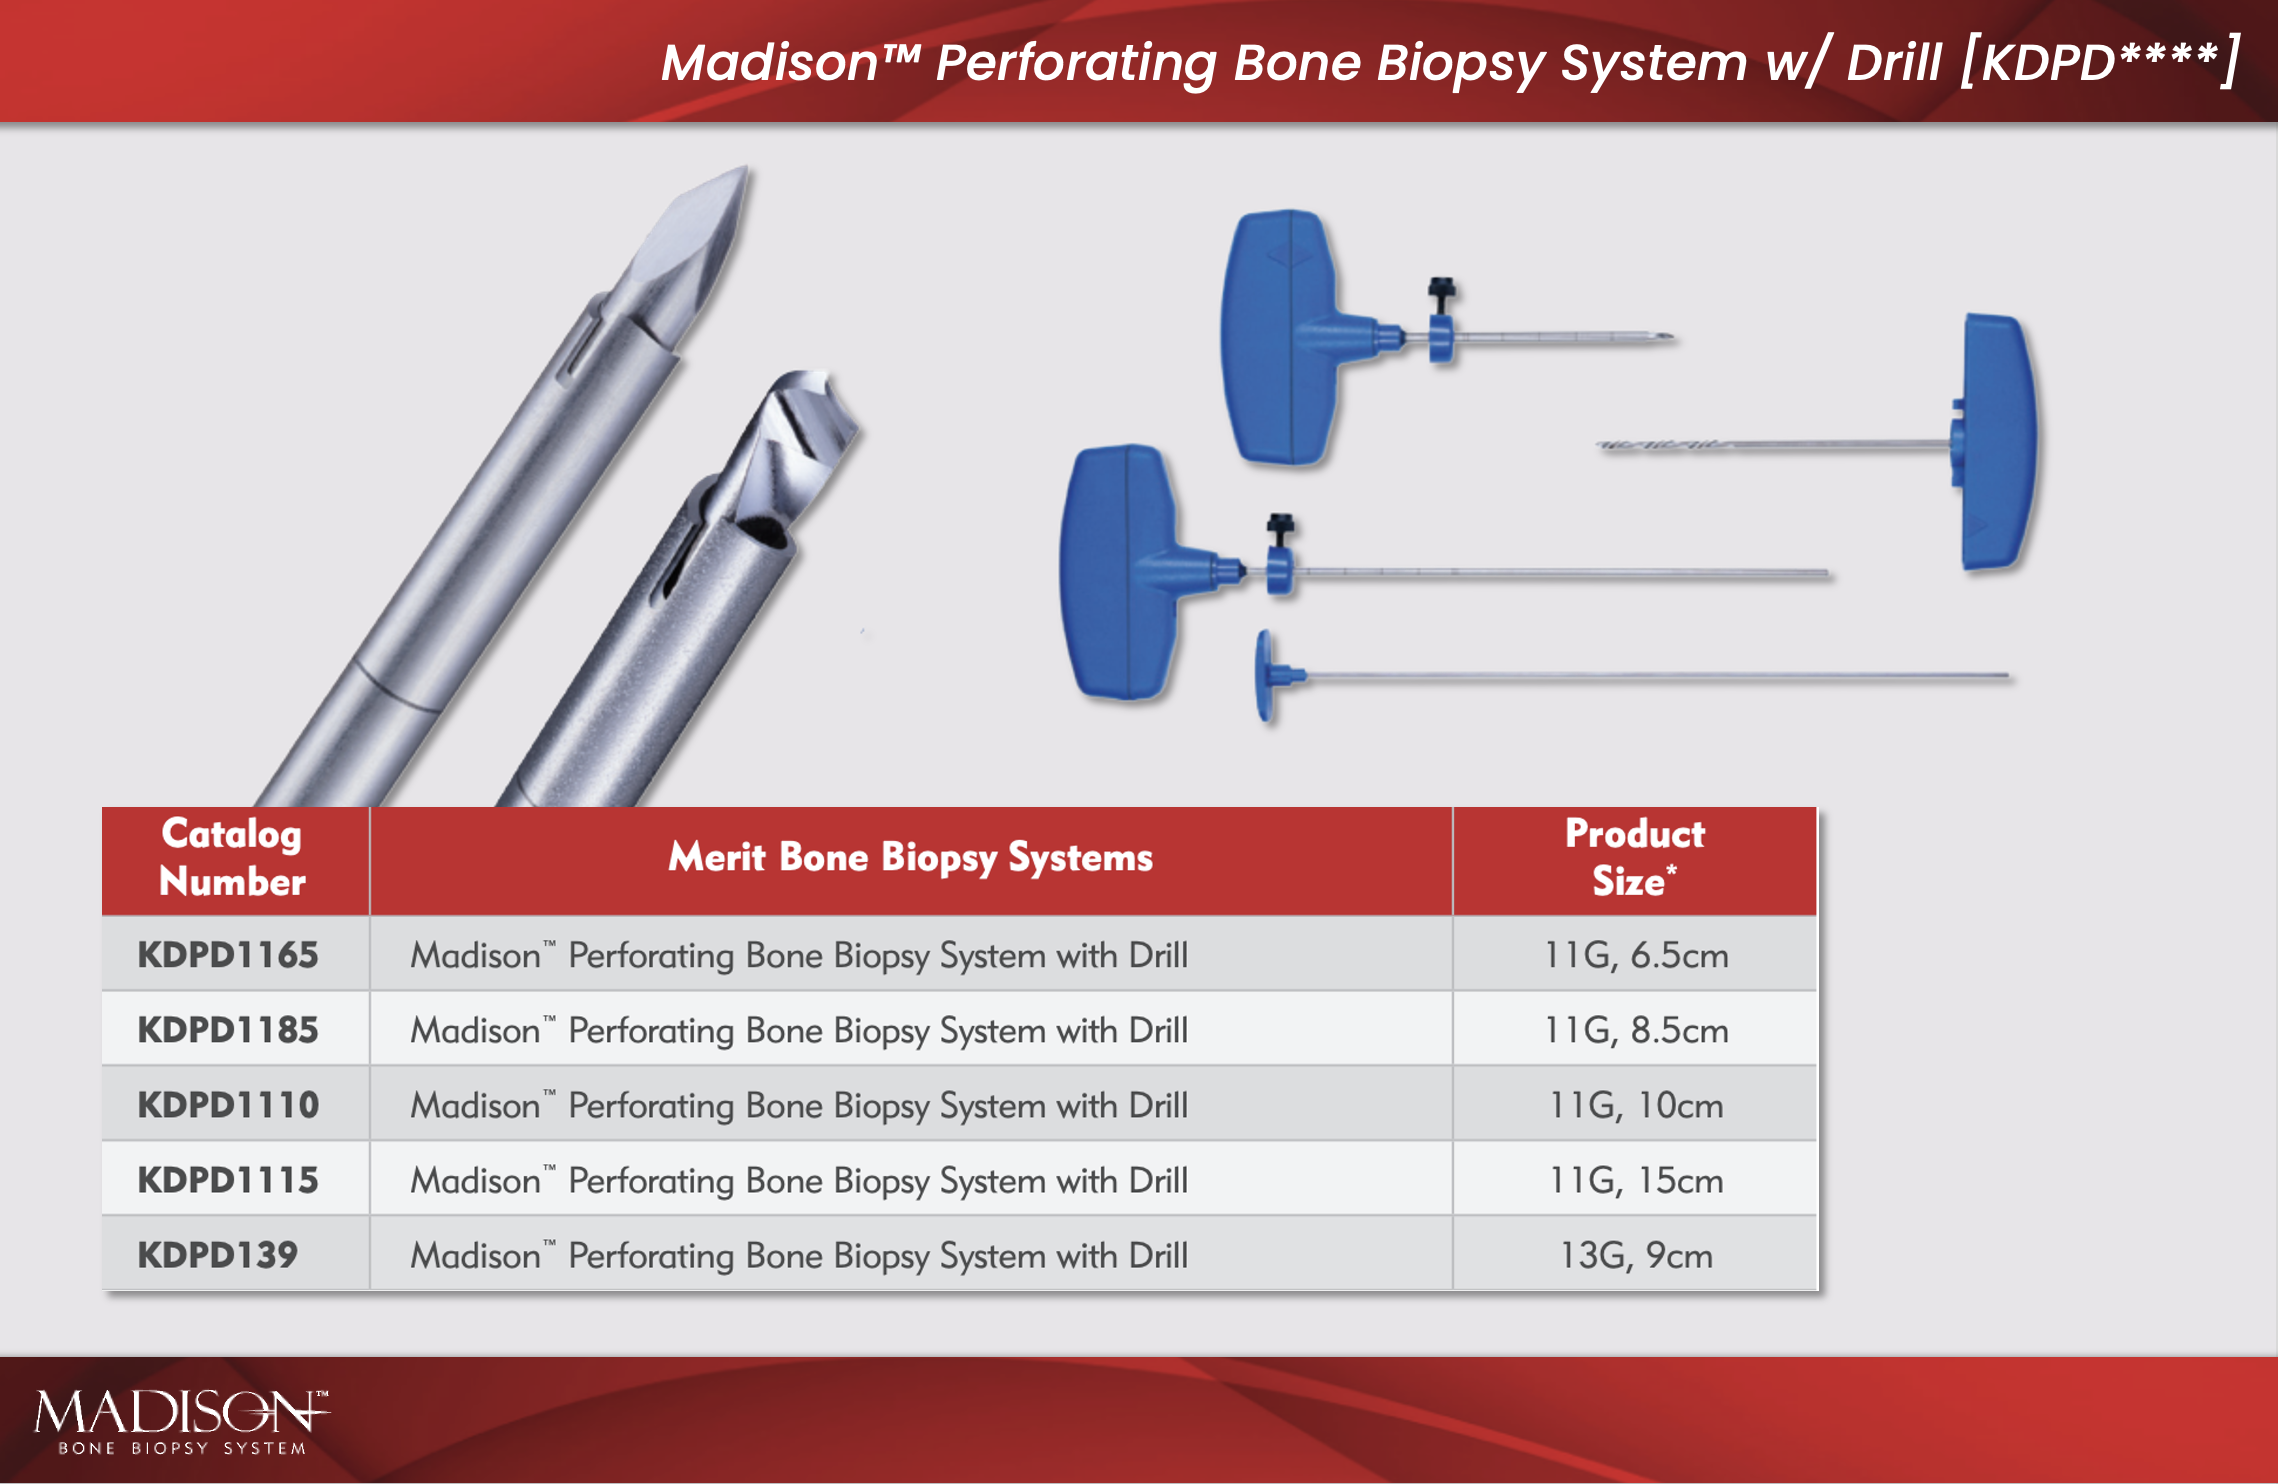 Madison™ Perforating Bone Biopsy System w/ Drill [KDPD****]
Catalog Number Merit Bone Biopsy Systems Product Size*
KDPD1165 Madison™ Perforating Bone Biopsy System with Drill 11G, 6.5cm
KDPD1185 Madison™ Perforating Bone Biopsy System with Drill 11G, 8.5cm
KDPD1110 Madison™ Perforating Bone Biopsy System with Drill 11G, 10cm
KDPD1115 Madison™ Perforating Bone Biopsy System with Drill 11G, 15cm
KDPD139 Madison™ Perforating Bone Biopsy System with Drill 13G, 9cm
MADISON™
BONE BIOPSY SYSTEM